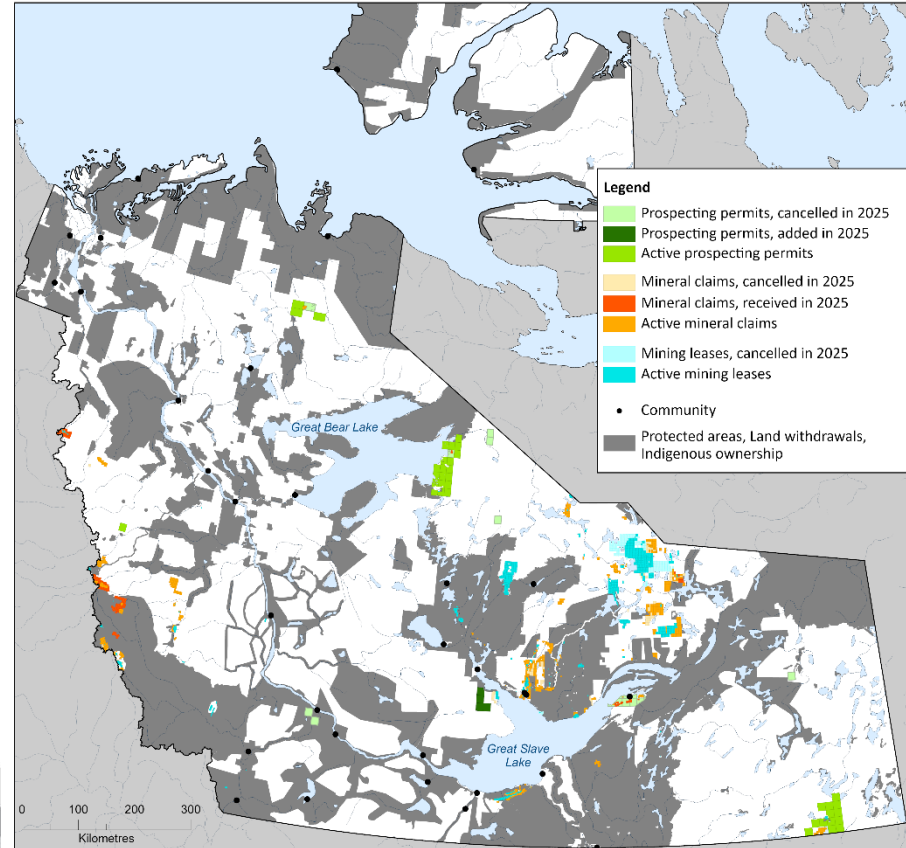 Legend
Prospecting permits, cancelled in 2025
Prospecting permits, added in 2025
Active prospecting permits
Mineral claims, cancelled in 2025
Mineral claims, received in 2025
Active mineral claims
Mining leases, cancelled in 2025
Active mining leases
Community
Protected areas, Land withdrawals,
Indigenous ownership
Great Bear Lake
Great Slave
Lake
0 100 200 300
Kilometres